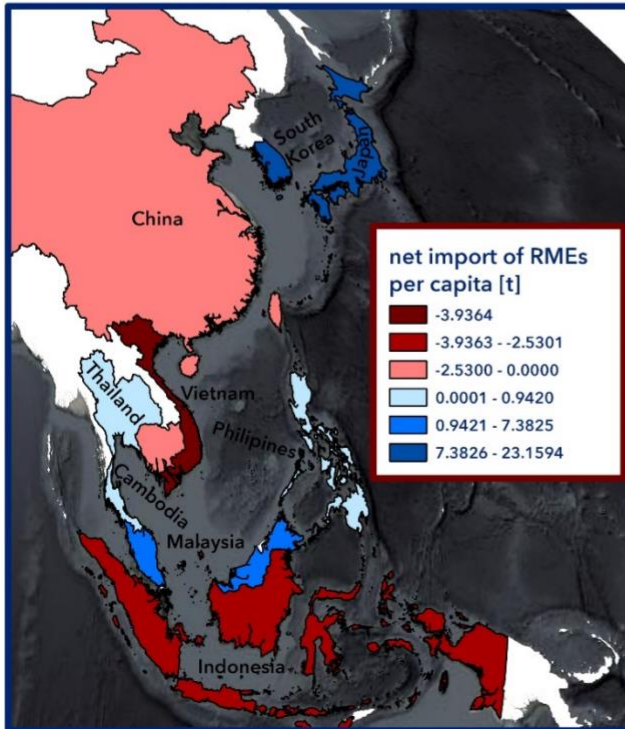 South
Korea
Japan
China
net import of RMEs
per capita [t]
-3.9364
-3.9363 - -2.5301
-2.5300 - 0.0000
0.0001 - 0.9420
0.9421 - 7.3825
7.3826 - 23.1594
Thailand
Vietnam
Philipines
Cambodia
Malaysia
Indonesia